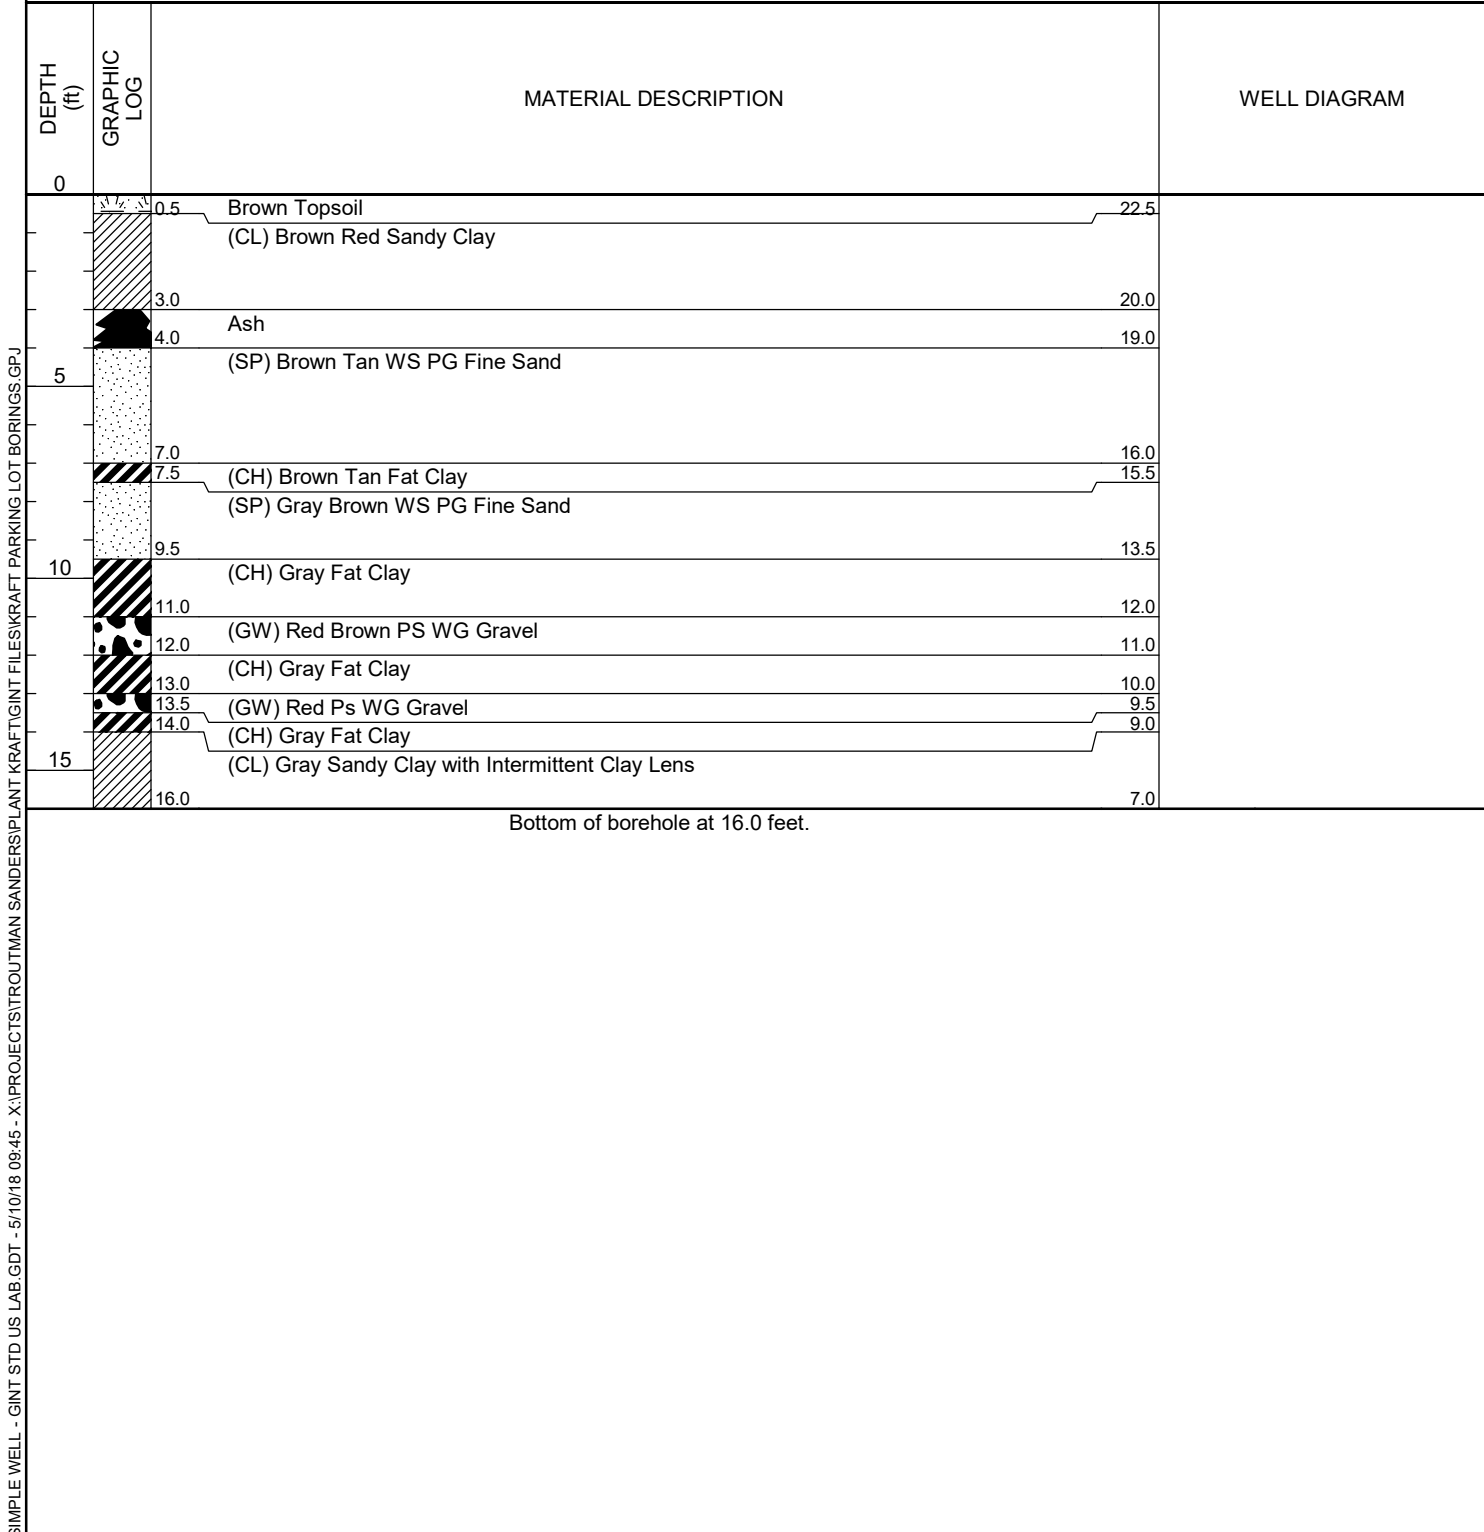 DEPTH
(ft)
GRAPHIC
LOG
MATERIAL DESCRIPTION
WELL DIAGRAM
0
0.5 Brown Topsoil 22.5
(CL) Brown Red Sandy Clay
3.0 20.0
Ash
4.0 19.0
(SP) Brown Tan WS PG Fine Sand
5
7.0 16.0
7.5 (CH) Brown Tan Fat Clay 15.5
(SP) Gray Brown WS PG Fine Sand
9.5 13.5
10 (CH) Gray Fat Clay
11.0 12.0
(GW) Red Brown PS WG Gravel
12.0 11.0
(CH) Gray Fat Clay
13.0 10.0
13.5 (GW) Red Ps WG Gravel 9.5
14.0 9.0
(CH) Gray Fat Clay
15 (CL) Gray Sandy Clay with Intermittent Clay Lens
16.0 7.0
Bottom of borehole at 16.0 feet.
SIMPLE WELL - GINT STD US LAB.GDT - 5/10/18 09:45 - X:\PROJECTS\TROUTMAN SANDERS\PLANT KRAFT\GINT FILES\KRAFT PARKING LOT BORINGS.GPJ